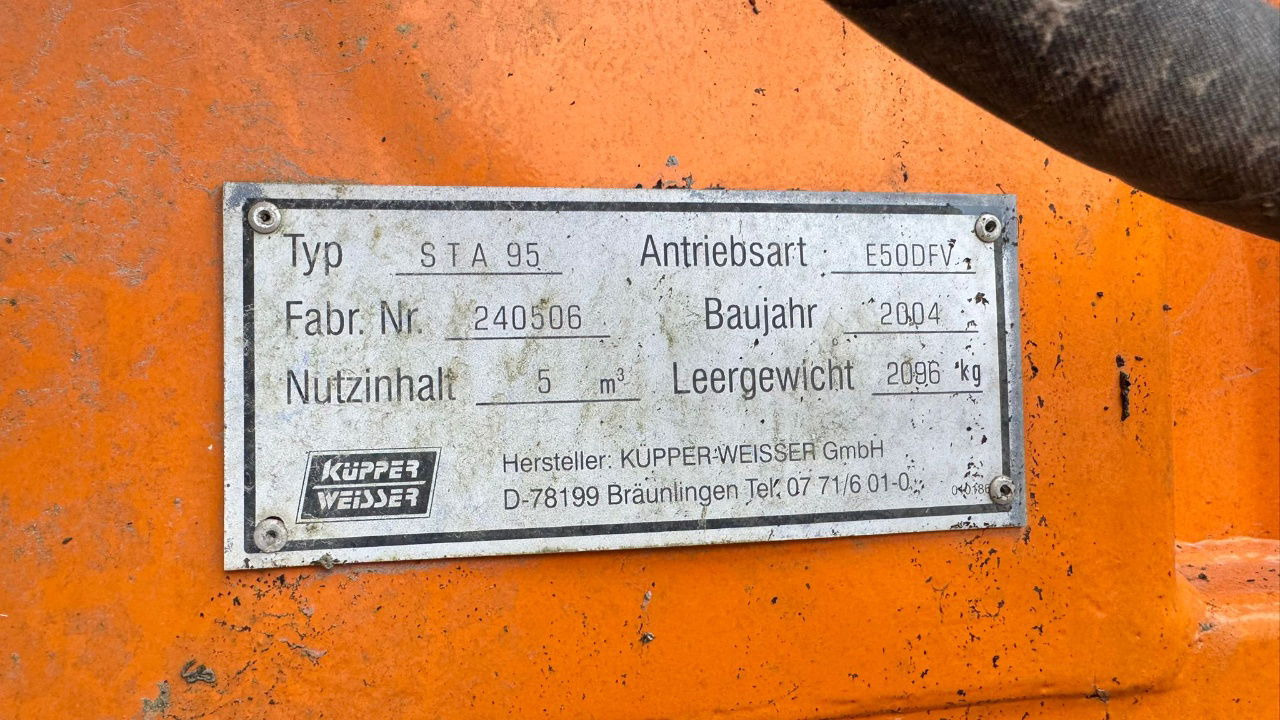 Typ STA 95 Antriebsart E50DFV
Fabr. Nr. 240506 Baujahr 2004
Nutzinhalt 5 m³ Leergewicht 2096 kg
KÜPPER
WEISSER
Hersteller: KÜPPER-WEISSER GmbH
D-78199 Bräunlingen Tel. 07 71/6 01-0